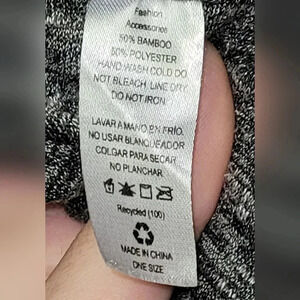 Fashion
Accessories
50% BAMBOO
50% POLYESTER
HAND WASH COLD DO
NOT BLEACH, LINE DRY
DO NOT IRON
LAVAR A MANO EN FRÍO.
NO USAR BLANQUEADOR
COLGAR PARA SECAR
NO PLANCHAR
Recycled (100)
MADE IN CHINA
ONE SIZE